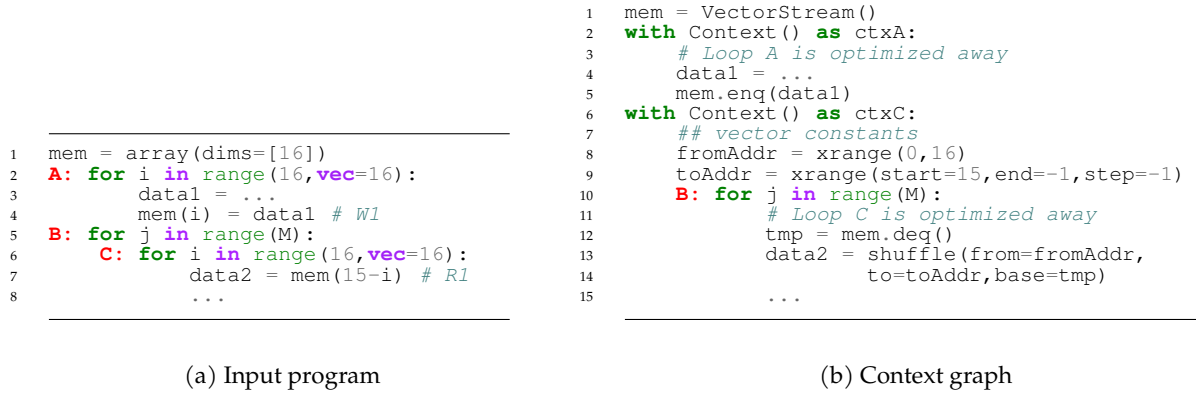 1 mem = array(dims=[16])
2 A: for i in range(16,vec=16):
3 data1 = ...
4 mem(i) = data1 # W1
5 B: for j in range(M):
6 C: for i in range(16,vec=16):
7 data2 = mem(15-i) # R1
8 ...
(a) Input program
1 mem = VectorStream()
2 with Context() as ctxA:
3 # Loop A is optimized away
4 data1 = ...
5 mem.enq(data1)
6 with Context() as ctxC:
7 ## vector constants
8 fromAddr = xrange(0,16)
9 toAddr = xrange(start=15,end=-1,step=-1)
10 B: for j in range(M):
11 # Loop C is optimized away
12 tmp = mem.deq()
13 data2 = shuffle(from=fromAddr,
14 to=toAddr,base=tmp)
15 ...
(b) Context graph